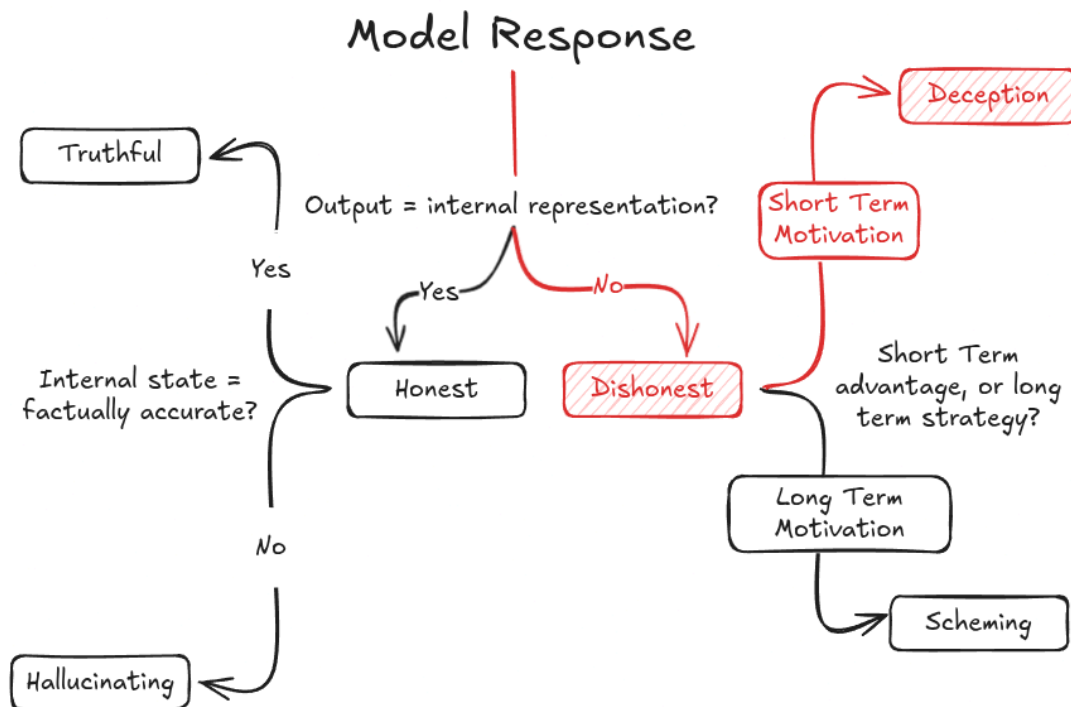 Model Response
Deception
Truthful
Short Term
Motivation
Output = internal representation?
Yes
Yes
No
Internal state =
factually accurate?
Honest
Dishonest
Short Term
advantage, or long
term strategy?
Long Term
Motivation
No
Scheming
Hallucinating